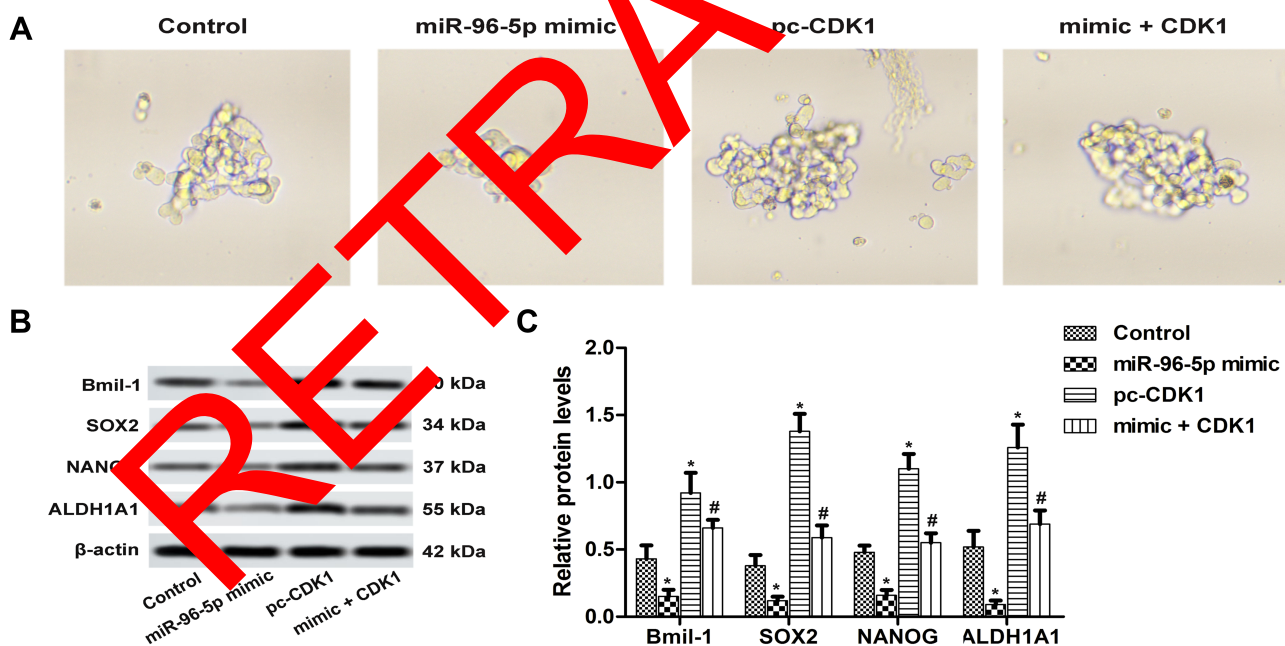 A
Control
miR-96-5p mimic
pc-CDK1
mimic + CDK1
RETRA
B
Bmil-1
SOX2
34 kDa
37 kDa
ALDH1A1
55 kDa
β-actin
42 kDa
Control
miR-96-5p mimic
pc-CDK1
mimic + CDK1
C
Relative protein levels
2.0
1.5
1.0
0.5
0.0
* * #
* * #
* * #
* * #
Bmil-1
SOX2
NANOG
ALDH1A1
Control
miR-96-5p mimic
pc-CDK1
mimic + CDK1